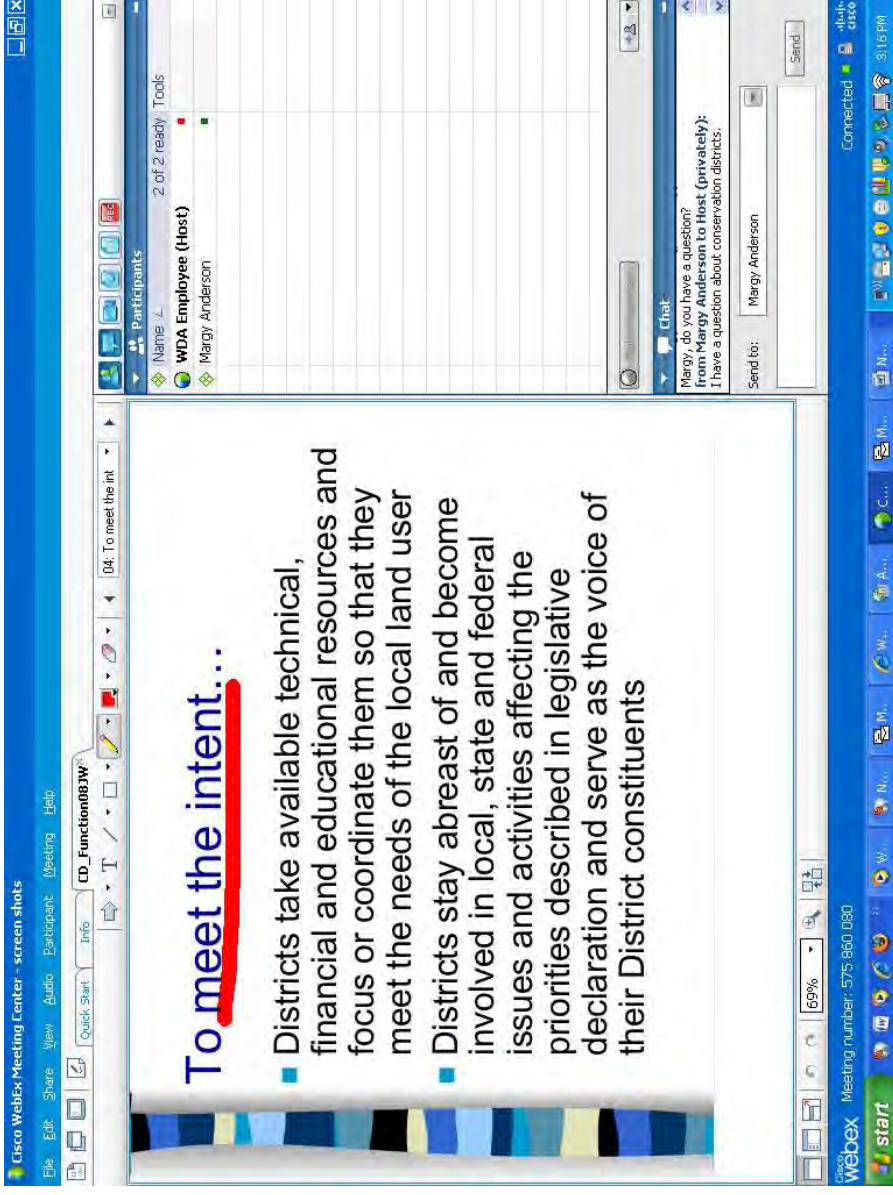 Cisco WebEx Meeting Center - screen shots
File Edit Share View Audio Participant Meeting Help
Quick Start Info CD_Function08JW
04: To meet the int
To meet the intent...
Districts take available technical,
financial and educational resources and
focus or coordinate them so that they
meet the needs of the local land user
Districts stay abreast of and become
involved in local, state and federal
issues and activities affecting the
priorities described in legislative
declaration and serve as the voice of
their District constituents
69%
Participants
Name 2 of 2 ready Tools
WDA Employee (Host)
Margy Anderson
Chat
Margy, do you have a question?
from Margy Anderson to Host (privately):
I have a question about conservation districts.
Send to: Margy Anderson
Send
Cisco webex Meeting number: 575 860 080
Connected
cisco
start W... N... M... W... A... C... M... N... 3:16 PM